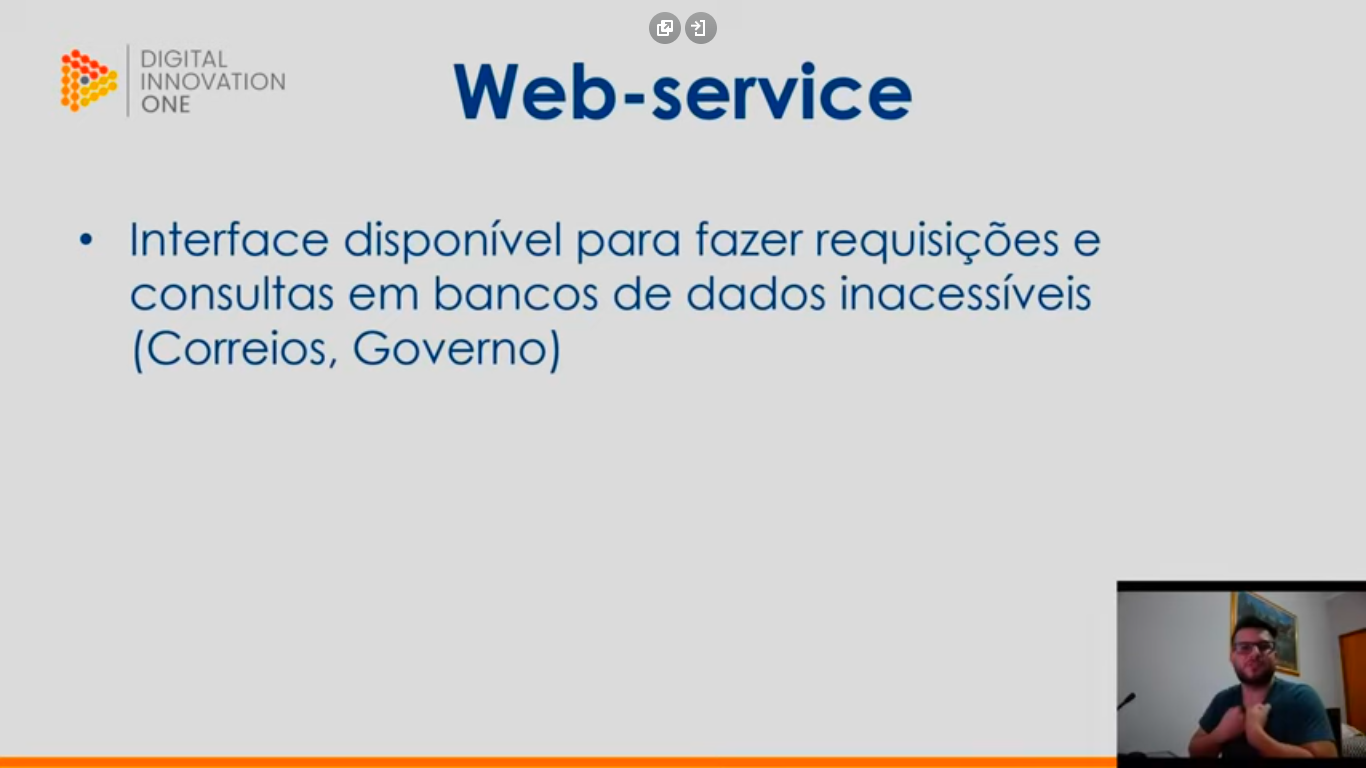 DIGITAL
INNOVATION
ONE
Web-service
• Interface disponível para fazer requisições e
consultas em bancos de dados inacessíveis
(Correios, Governo)